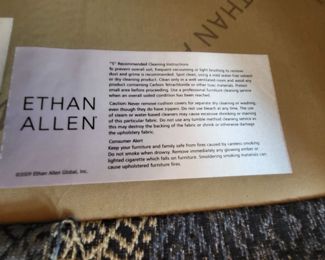 ETHAN ALLEN
"S" Recommended Cleaning Instructions
To prevent overall soil, frequent vacuuming or light brushing to remove
dust and grime is recommended. Spot clean, using a mild water-free solvent
or dry cleaning product. Clean only in a well ventilated room and avoid any
product containing Carbon Tetrachloride or other toxic materials. Pretest
small area before proceeding. Use a professional furniture cleaning service
when an overall soiled condition has been reached.
Caution: Never remove cushion covers for separate dry cleaning or washing,
even though they do have zippers. Do not use bleach at any time. The use
of steam or water-based cleaners may cause excessive shrinking or staining
of this particular fabric. Do not use any tumble method cleaning service as
this may destroy the backing of the fabric or shrink or otherwise damage
the upholstery fabric.
Consumer Alert
Keep your furniture and family safe from fires caused by careless smoking.
Do not smoke when drowsy. Remove immediately any glowing ember or
lighted cigarette which falls on furniture. Smoldering smoking materials can
cause upholstered furniture fires.
ETHAN
ALLEN
©2009 Ethan Allen Global, Inc.